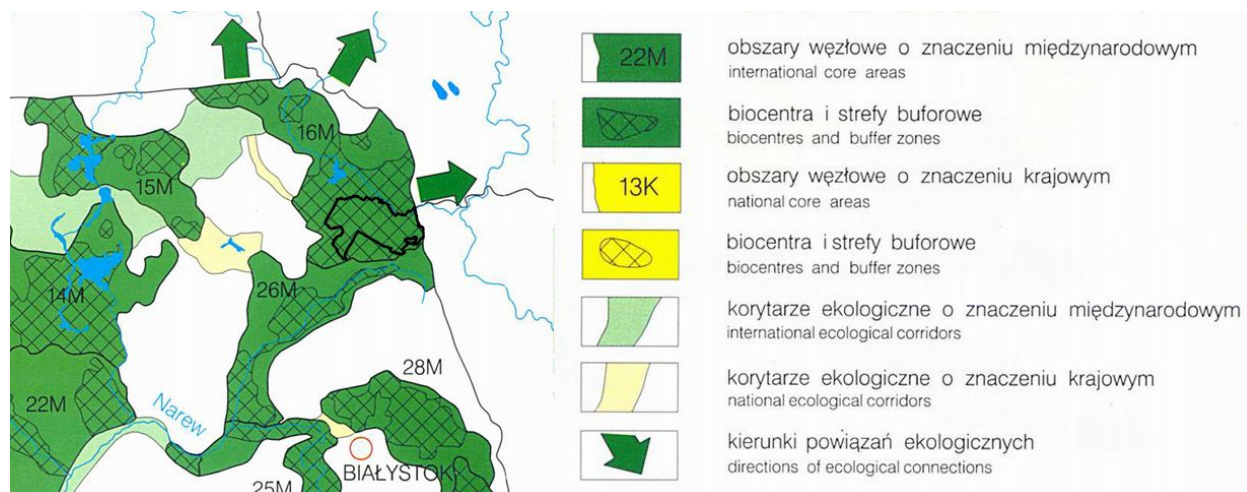 16M
15M
14M
26M
28M
22M
Narew
BIAŁYSTOK
25M
22M
obszary węzłowe o znaczeniu międzynarodowym
international core areas
biocentra i strefy buforowe
biocentres and buffer zones
13K
obszary węzłowe o znaczeniu krajowym
national core areas
biocentra i strefy buforowe
biocentres and buffer zones
korytarze ekologiczne o znaczeniu międzynarodowym
international ecological corridors
korytarze ekologiczne o znaczeniu krajowym
national ecological corridors
kierunki powiązań ekologicznych
directions of ecological connections